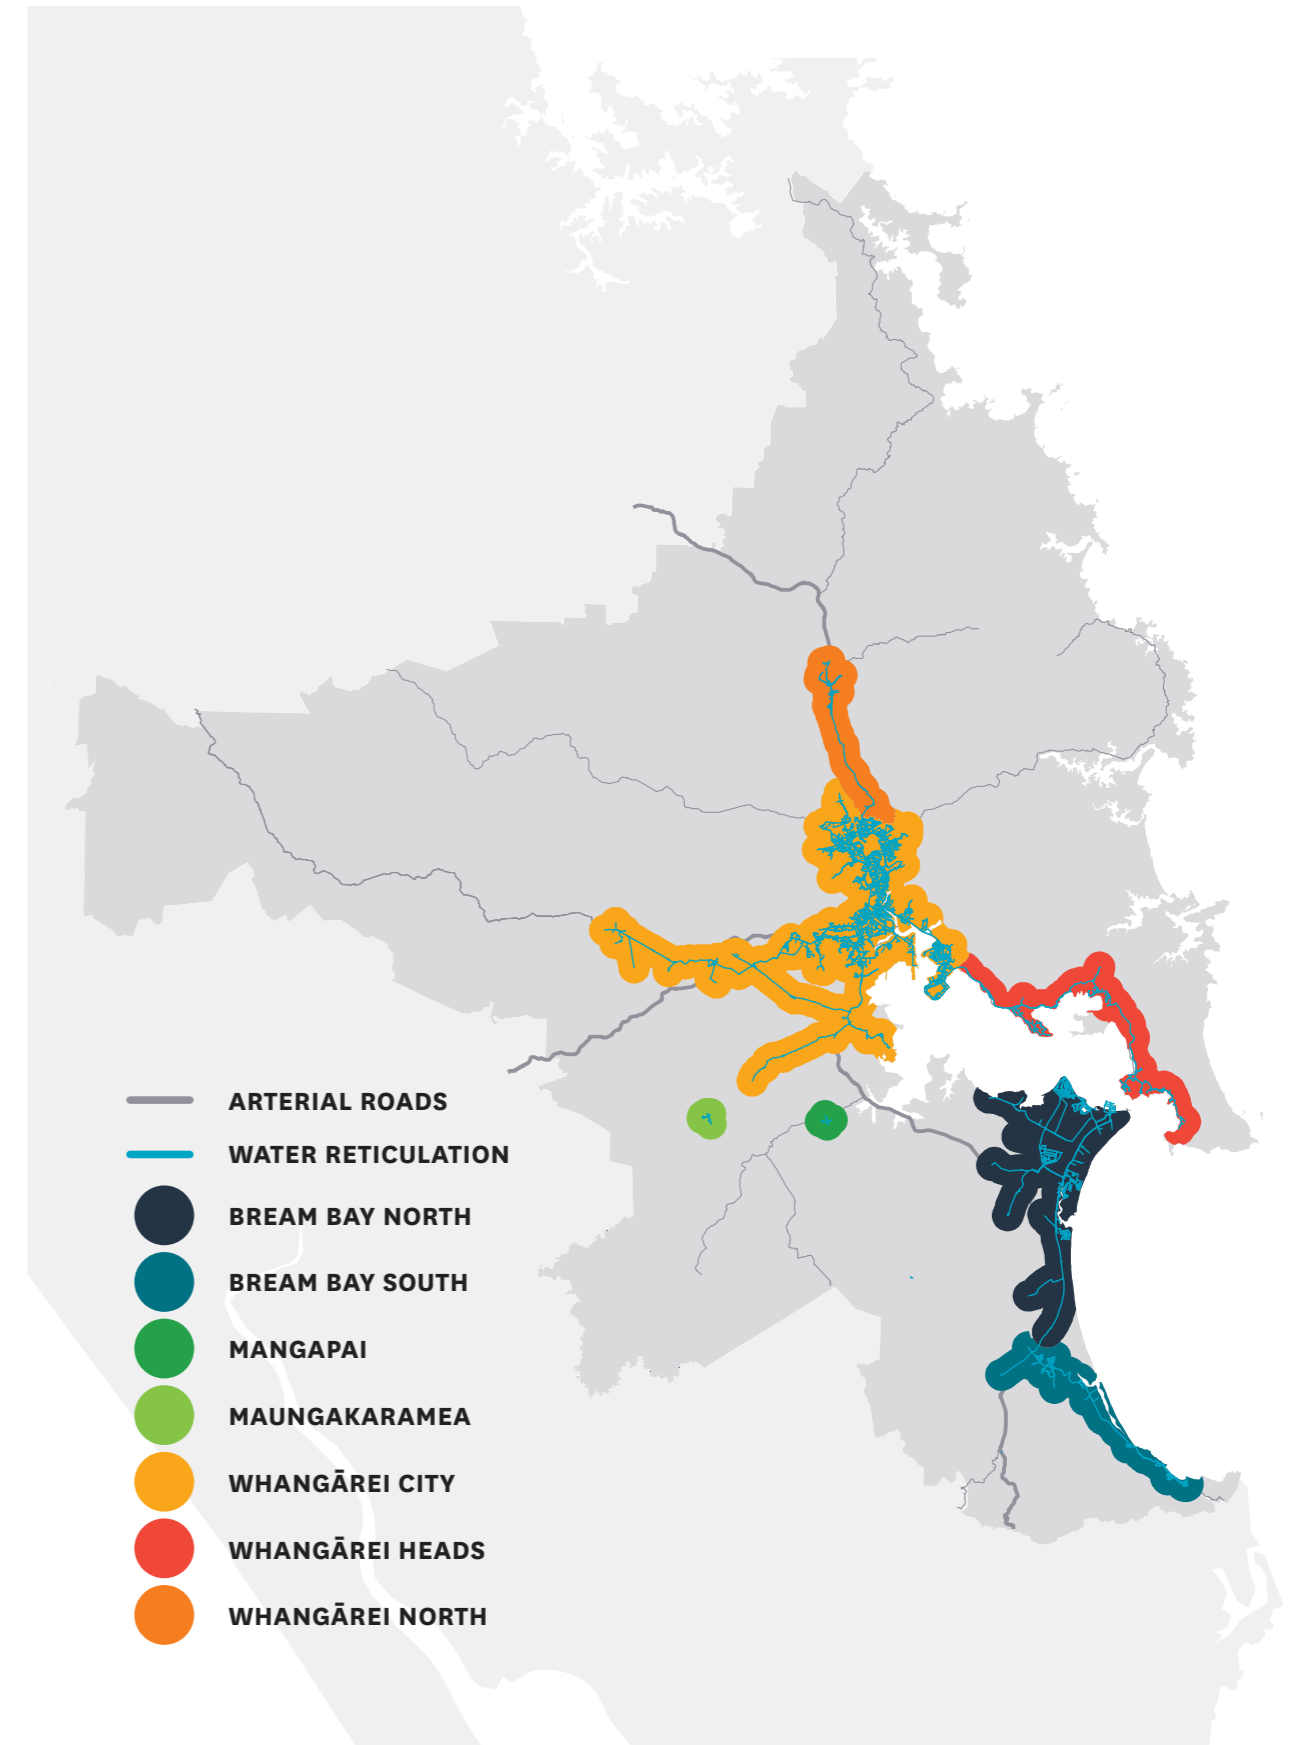 ARTERIAL ROADS
WATER RETICULATION
BREAM BAY NORTH
BREAM BAY SOUTH
MANGAPAI
MAUNGAKARAMEA
WHANGĀREI CITY
WHANGĀREI HEADS
WHANGĀREI NORTH